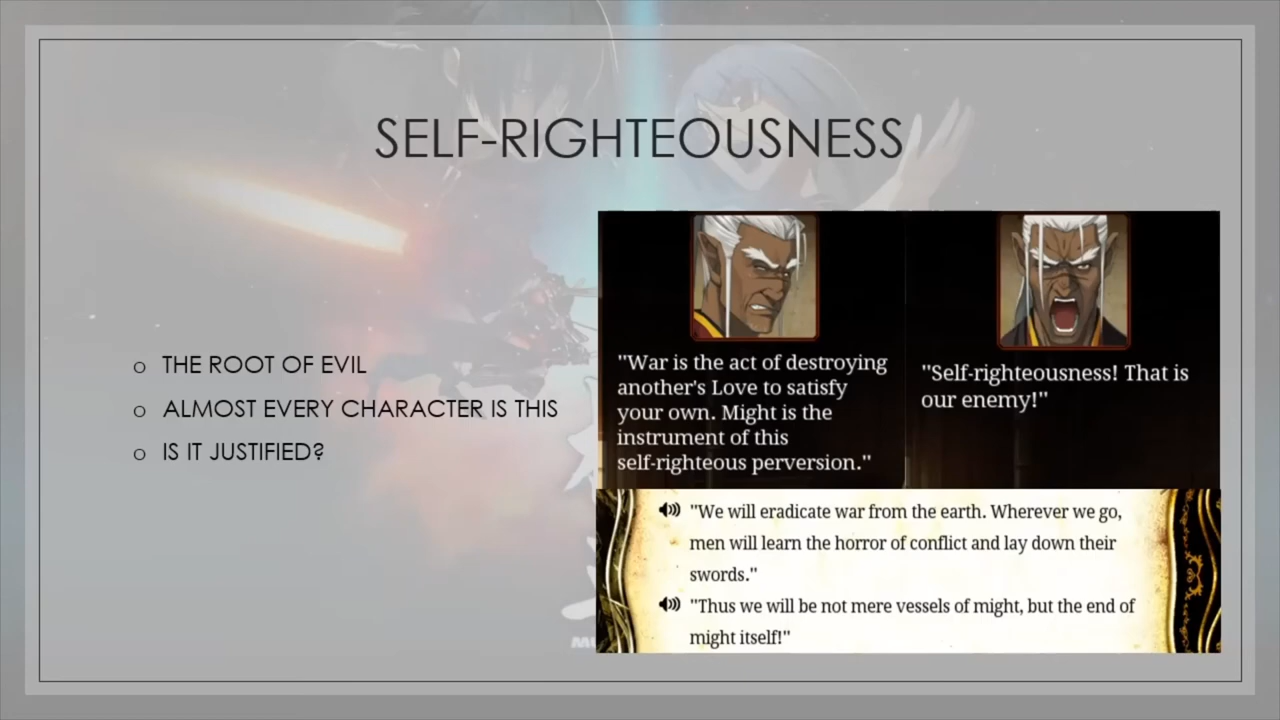 SELF-RIGHTEOUSNESS
o THE ROOT OF EVIL
o ALMOST EVERY CHARACTER IS THIS
o IS IT JUSTIFIED?
"War is the act of destroying
another's Love to satisfy
your own. Might is the
instrument of this
self-righteous perversion."
"Self-righteousness! That is
our enemy!"
"We will eradicate war from the earth. Wherever we go,
men will learn the horror of conflict and lay down their
swords."
"Thus we will be not mere vessels of might, but the end of
might itself!"